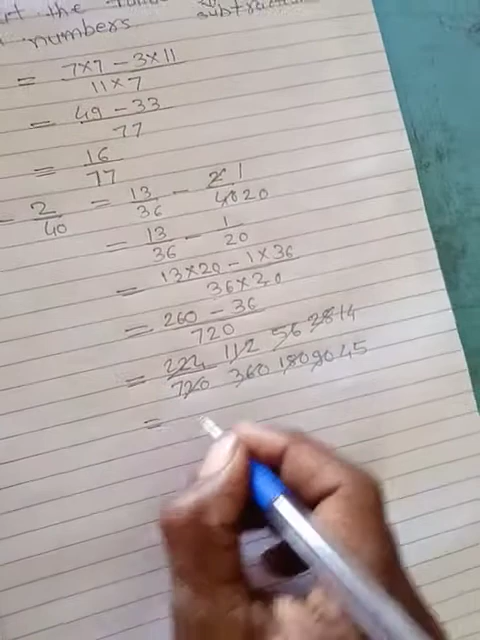 the
numbers subtraction
= 7×7 - 3×11 / 11×7
= 49 - 33 / 77
= 16 / 77
- 2/40 = 13/36 - 2 1 / 40 20
= 13/36 - 1/20
= 13×20 - 1×36 / 36×20
= 260 - 36 / 720
= 224 112 56 28 14 / 720 360 180 90 45
=